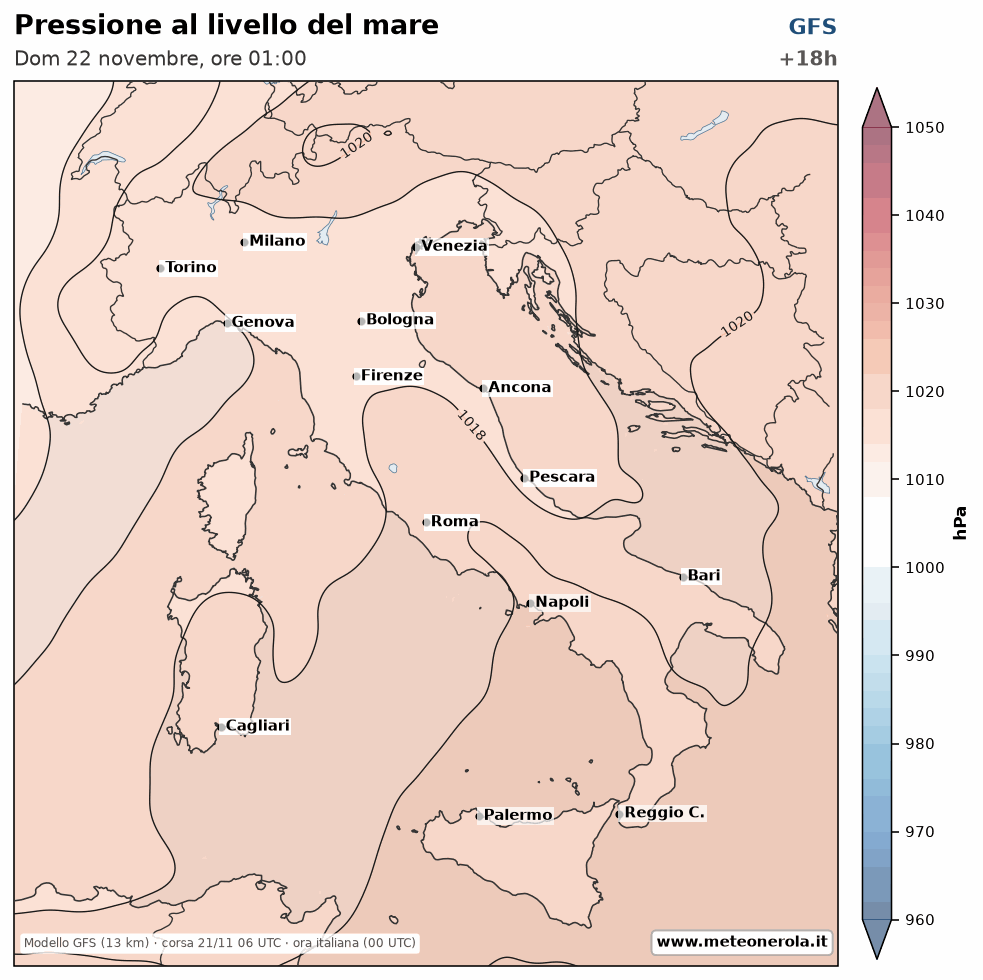 Pressione al livello del mare
GFS
Dom 22 novembre, ore 01:00
+18h
1020
Milano
Venezia
Torino
Genova
Bologna
1020
Firenze
Ancona
1018
Pescara
Roma
Bari
Napoli
Cagliari
Palermo
Reggio C.
1050
1040
1030
1020
1010
1000
990
980
970
960
hPa
Modello GFS (13 km) · corsa 21/11 06 UTC · ora italiana (00 UTC)
www.meteonerola.it